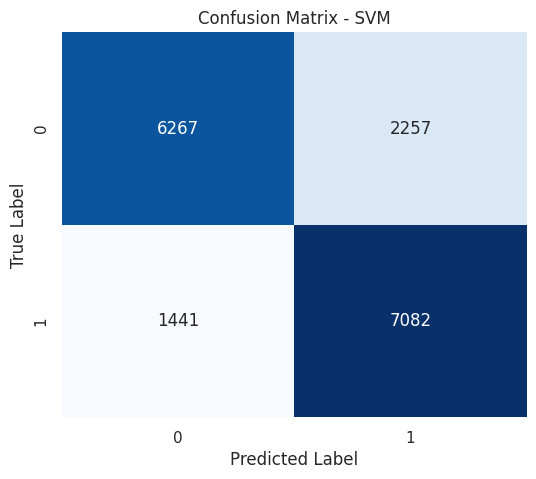 Confusion Matrix - SVM
True Label
0
6267
2257
1
1441
7082
0
1
Predicted Label